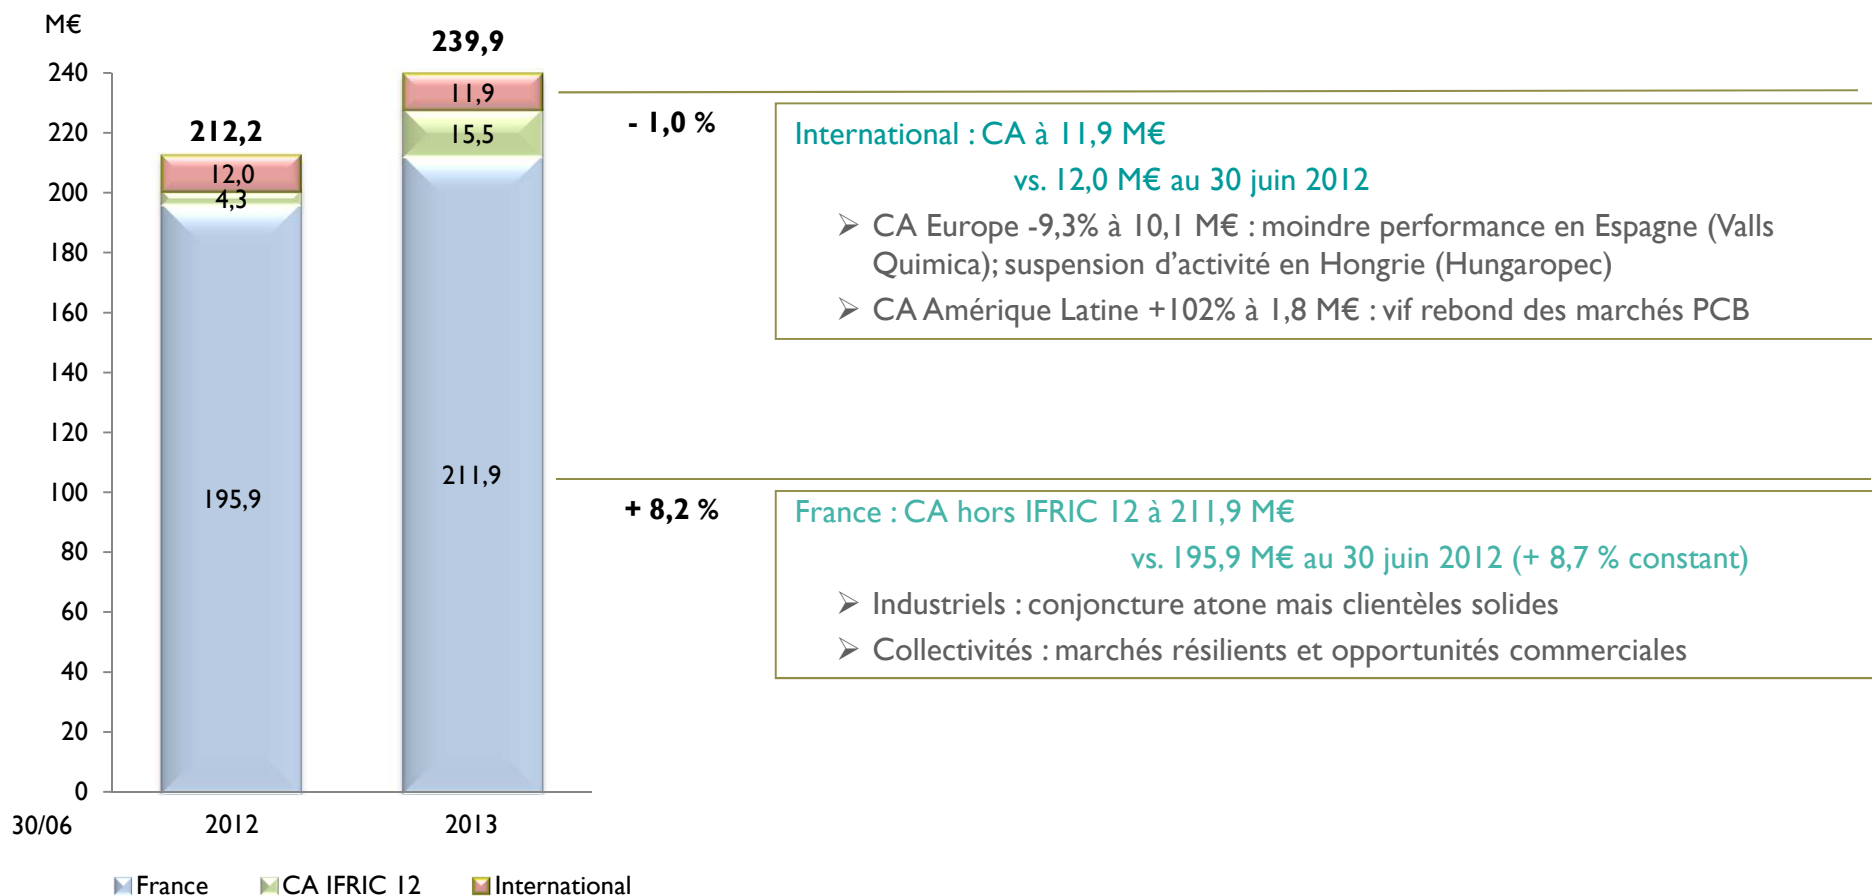 M€
239,9
240
220
200
180
160
140
120
100
80
60
40
20
0
212,2
12,0
4,3
195,9
11,9
15,5
211,9
30/06
2012
2013
France
CA IFRIC 12
International
- 1,0 %
International : CA à 11,9 M€
vs. 12,0 M€ au 30 juin 2012
➢ CA Europe -9,3% à 10,1 M€ : moindre performance en Espagne (Valls
Quimica); suspension d’activité en Hongrie (Hungaropec)
➢ CA Amérique Latine +102% à 1,8 M€ : vif rebond des marchés PCB
+ 8,2 %
France : CA hors IFRIC 12 à 211,9 M€
vs. 195,9 M€ au 30 juin 2012 (+ 8,7 % constant)
➢ Industriels : conjoncture atone mais clientèles solides
➢ Collectivités : marchés résilients et opportunités commerciales